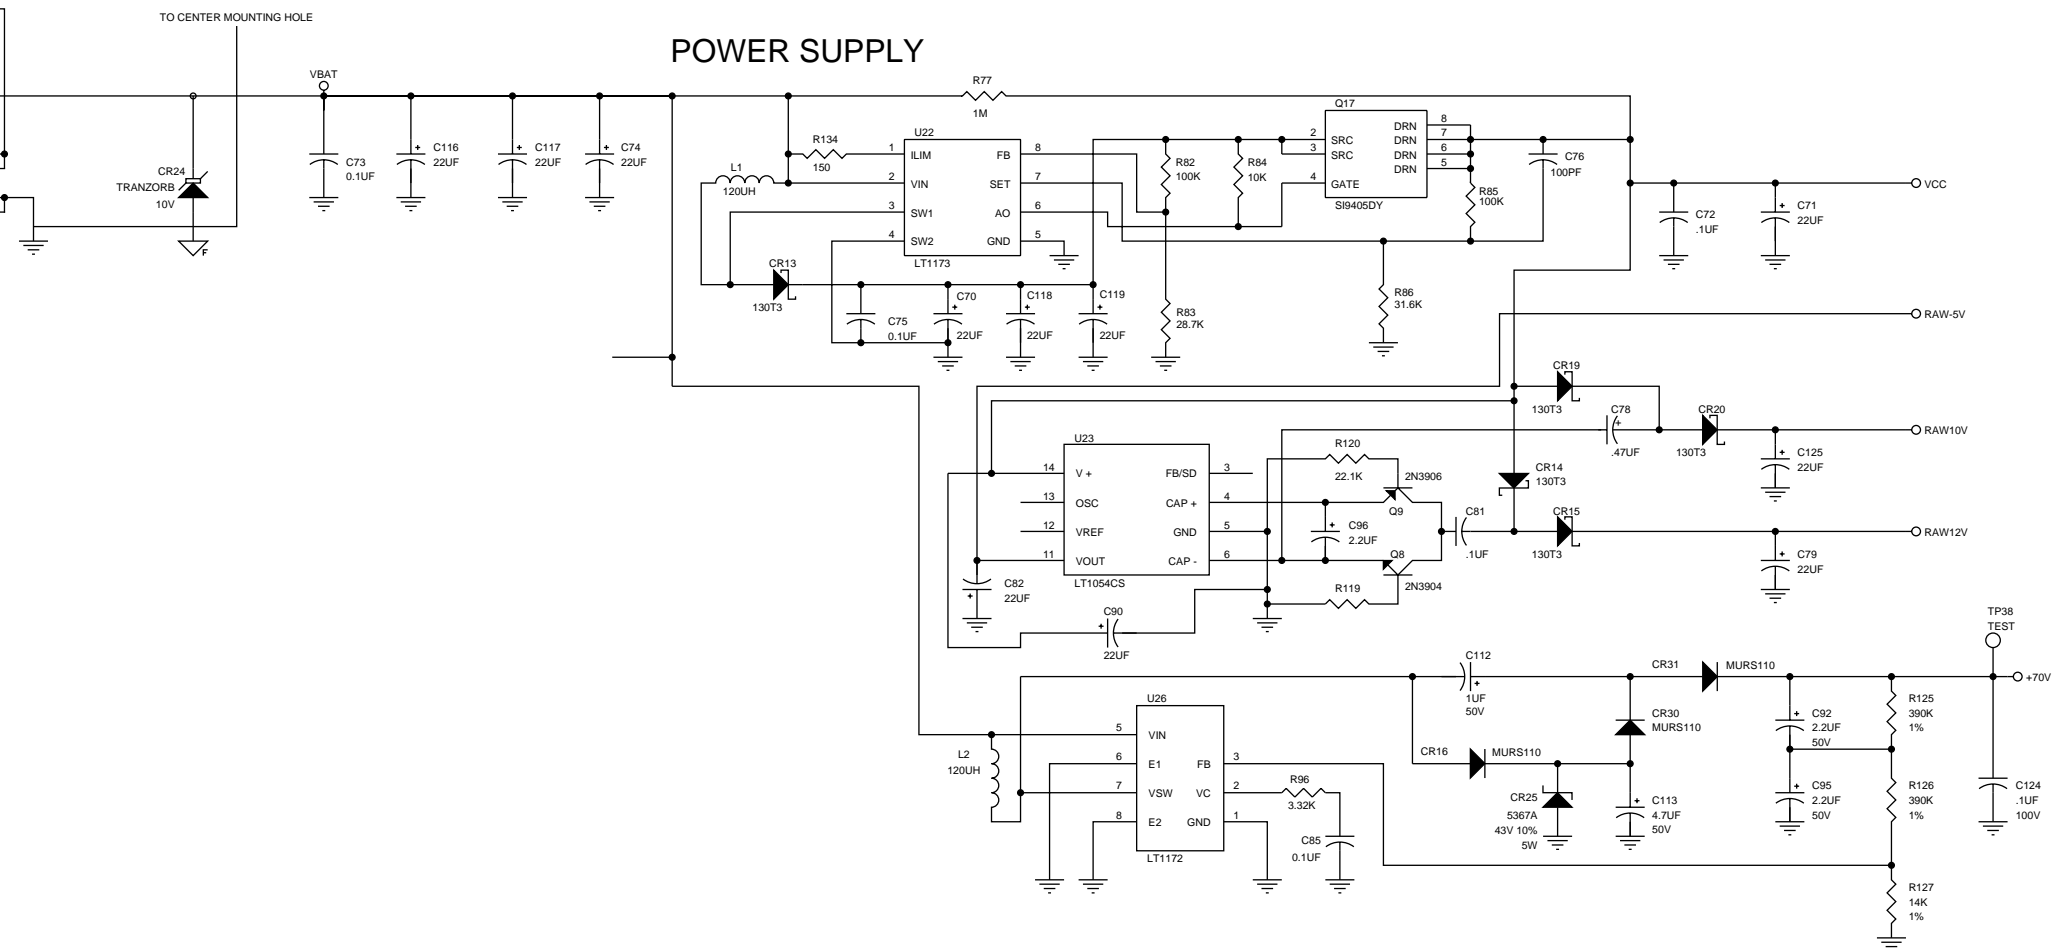 TO CENTER MOUNTING HOLE
POWER SUPPLY
VBAT
CR24
TRANZORB
10V
F
C73
0.1UF
+
C116
22UF
+
C117
22UF
+
C74
22UF
R77
1M
R134
150
L1
120UH
U22
1
ILIM
2
VIN
3
SW1
4
SW2
FB
8
SET
7
AO
6
GND
5
LT1173
CR13
130T3
C75
0.1UF
C70
+
22UF
C118
+
22UF
C119
+
22UF
R82
100K
R84
10K
R83
28.7K
Q17
2
SRC
3
SRC
4
GATE
DRN
8
DRN
7
DRN
6
DRN
5
SI9405DY
R85
100K
C76
100PF
R86
31.6K
C72
.1UF
+
C71
22UF
VCC
RAW-5V
CR19
130T3
C78
+
.47UF
CR20
130T3
RAW10V
+
C125
22UF
U23
14
V +
13
OSC
12
VREF
11
VOUT
FB/SD
3
CAP +
4
GND
5
CAP -
6
LT1054CS
C82
22UF
+
C90
+
22UF
R120
22.1K
2N3906
Q9
+
C96
2.2UF
Q8
2N3904
R119
C81
.1UF
CR14
130T3
CR15
130T3
RAW12V
+
C79
22UF
TP38
TEST
+70V
L2
120UH
U26
5
VIN
6
E1
7
VSW
8
E2
FB
3
VC
2
GND
1
LT1172
R96
3.32K
C85
0.1UF
C112
+
1UF
50V
CR16
MURS110
CR25
5367A
43V 10%
5W
CR30
MURS110
+
C113
4.7UF
50V
CR31
MURS110
+
C92
2.2UF
50V
+
C95
2.2UF
50V
R125
390K
1%
R126
390K
1%
R127
14K
1%
C124
.1UF
100V